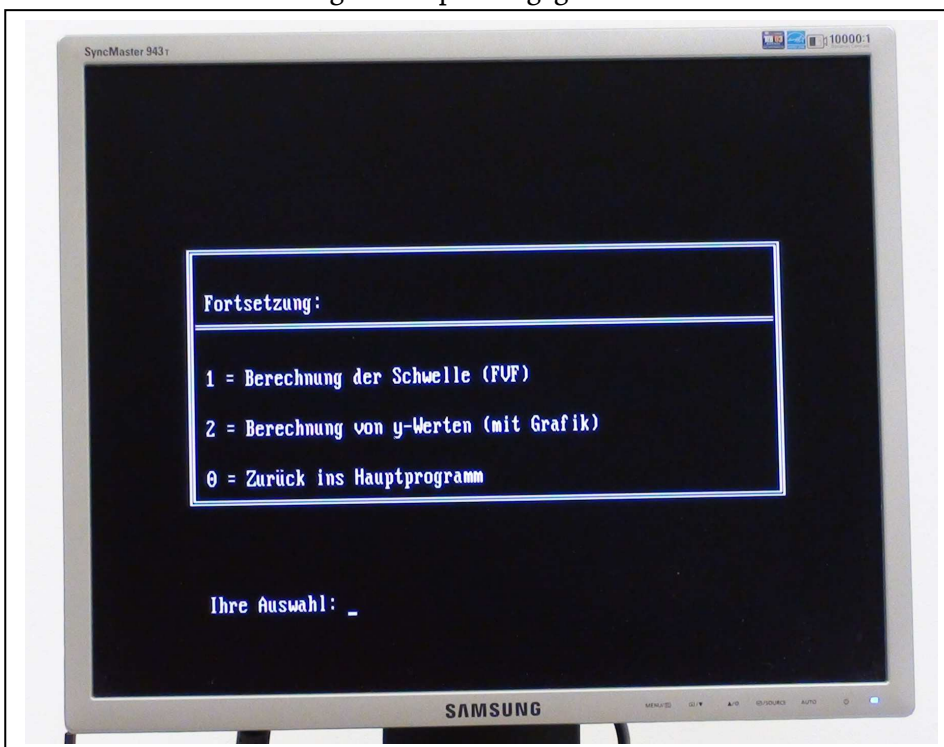 SyncMaster 943T
10000:1
Fortsetzung:
1 = Berechnung der Schwelle (FVF)
2 = Berechnung von y-Werten (mit Grafik)
0 = Zurück ins Hauptprogramm
Ihre Auswahl: _
SAMSUNG
MENU
SOURCE AUTO